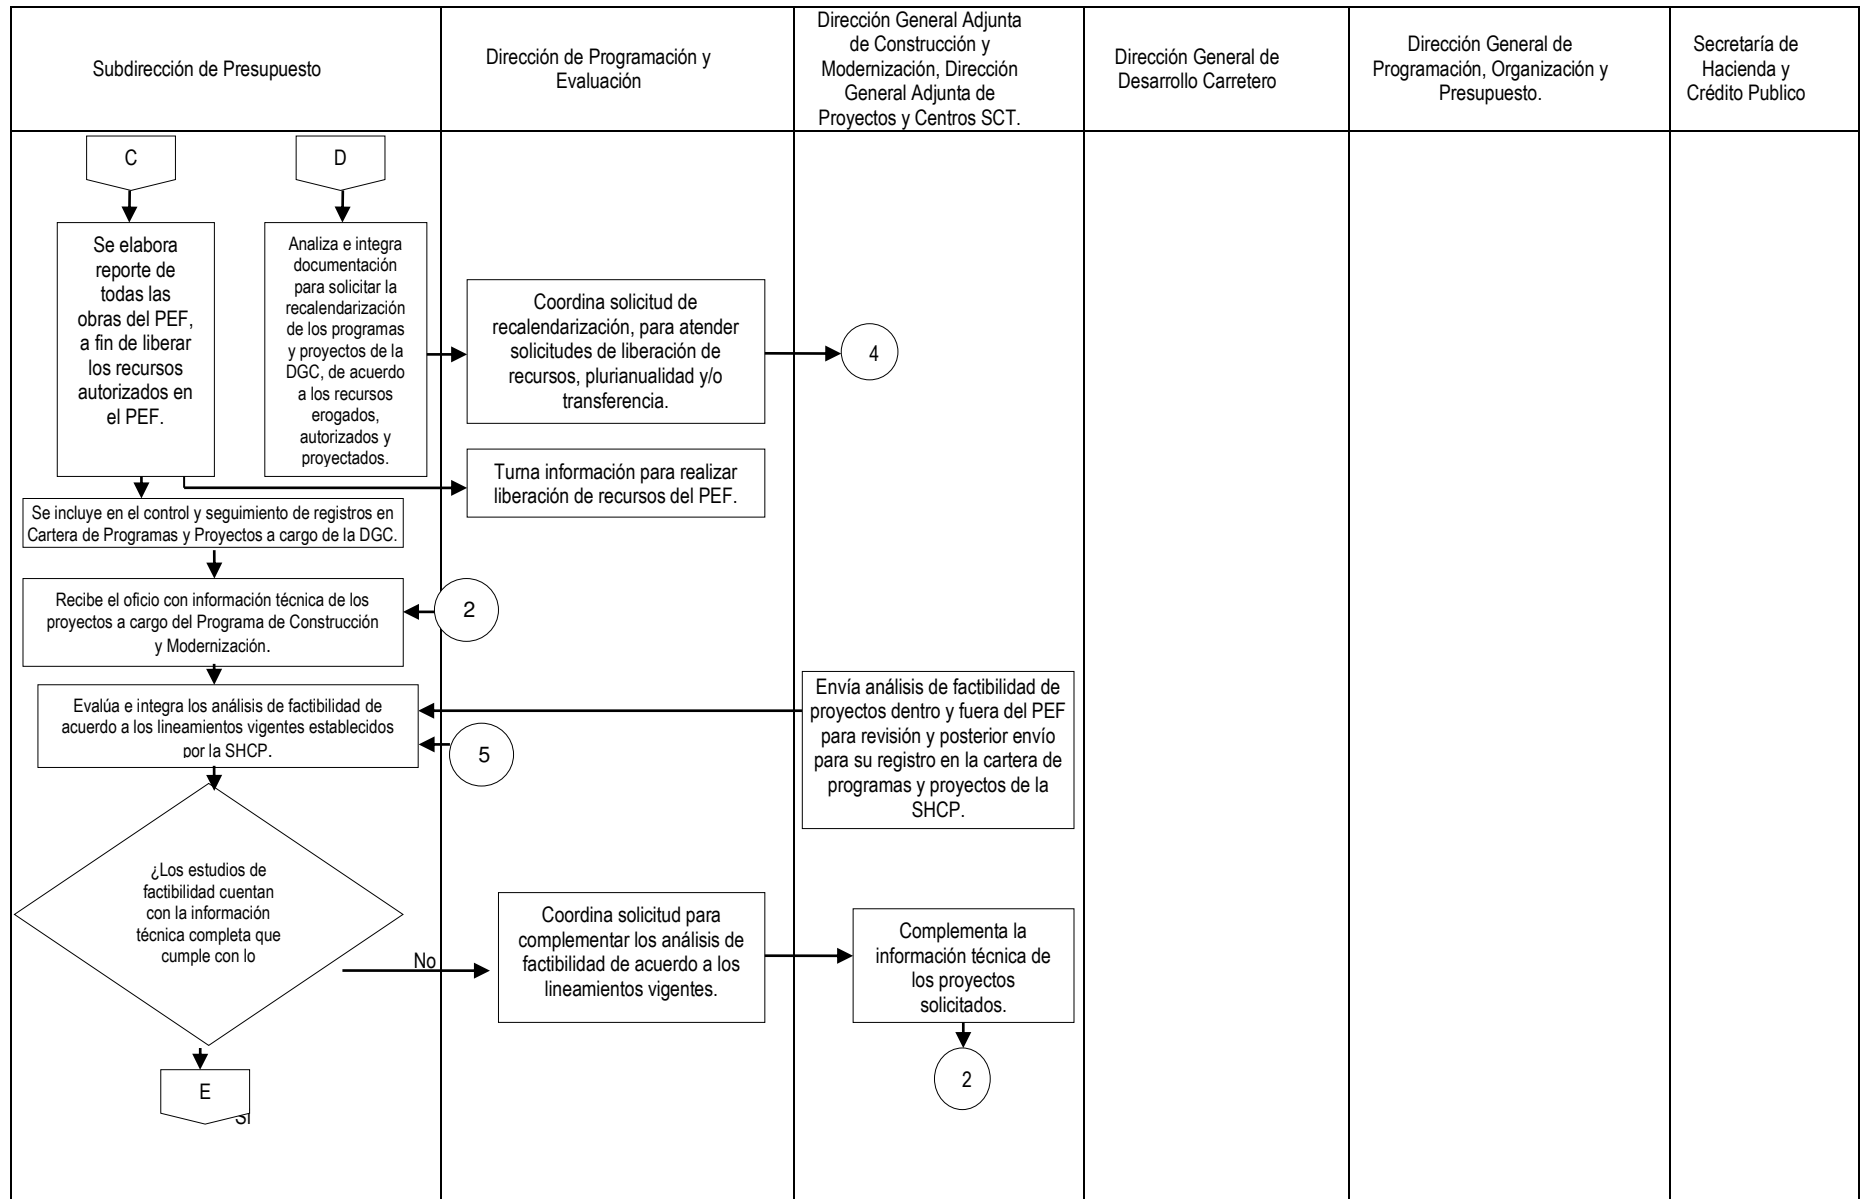 Subdirección de Presupuesto
Dirección de Programación y
Evaluación
Dirección General Adjunta
de Construcción y
Modernización, Dirección
General Adjunta de
Proyectos y Centros SCT.
Dirección General de
Desarrollo Carretero
Dirección General de
Programación, Organización y
Presupuesto.
Secretaría de
Hacienda y
Crédito Publico
C
D
Se elabora
reporte de
todas las
obras del PEF,
a fin de liberar
los recursos
autorizados en
el PEF.
Analiza e integra
documentación
para solicitar la
recalendarización
de los programas
y proyectos de la
DGC, de acuerdo
a los recursos
erogados,
autorizados y
proyectados.
Coordina solicitud de
recalendarización, para atender
solicitudes de liberación de
recursos, plurianualidad y/o
transferencia.
4
Turna información para realizar
liberación de recursos del PEF.
Se incluye en el control y seguimiento de registros en
Cartera de Programas y Proyectos a cargo de la DGC.
Recibe el oficio con información técnica de los
proyectos a cargo del Programa de Construcción
y Modernización.
2
Evalúa e integra los análisis de factibilidad de
acuerdo a los lineamientos vigentes establecidos
por la SHCP.
5
Envía análisis de factibilidad de
proyectos dentro y fuera del PEF
para revisión y posterior envío
para su registro en la cartera de
programas y proyectos de la
SHCP.
¿Los estudios de
factibilidad cuentan
con la información
técnica completa que
cumple con lo
No
Coordina solicitud para
complementar los análisis de
factibilidad de acuerdo a los
lineamientos vigentes.
Complementa la
información técnica de
los proyectos
solicitados.
2
E